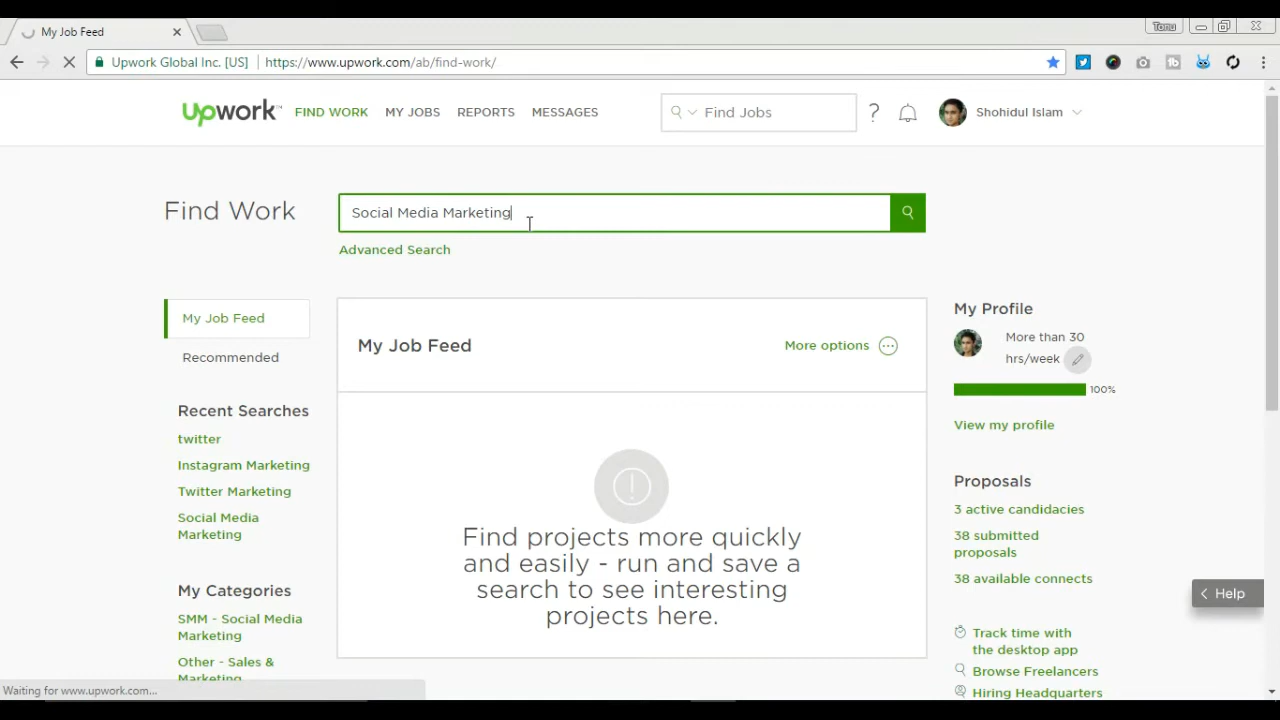 My Job Feed
Tonu
Upwork Global Inc. [US] https://www.upwork.com/ab/find-work/
Upwork FIND WORK MY JOBS REPORTS MESSAGES Find Jobs ? Shohidul Islam
Find Work
Social Media Marketing
Advanced Search
My Job Feed
Recommended
Recent Searches
twitter
Instagram Marketing
Twitter Marketing
Social Media
Marketing
My Categories
SMM - Social Media
Marketing
Other - Sales &
Marketing
My Job Feed More options
Find projects more quickly
and easily - run and save a
search to see interesting
projects here.
My Profile
More than 30
hrs/week
100%
View my profile
Proposals
3 active candidacies
38 submitted
proposals
38 available connects
Help
Track time with
the desktop app
Browse Freelancers
Hiring Headquarters
Waiting for www.upwork.com...